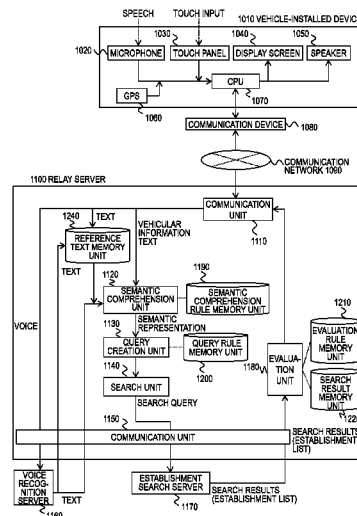 SPEECH TOUCH INPUT
1010 VEHICLE-INSTALLED DEVICE
1020 1030 1040 1050
MICROPHONE TOUCH PANEL DISPLAY SCREEN SPEAKER
GPS CPU
1060 1070
COMMUNICATION DEVICE 1080
COMMUNICATION
NETWORK 1090
1100 RELAY SERVER
COMMUNICATION
UNIT
1110
1240 TEXT
REFERENCE
TEXT MEMORY
UNIT
VEHICULAR
INFORMATION
TEXT
TEXT
1120 1190
SEMANTIC
COMPREHENSION
UNIT
SEMANTIC
COMPREHENSION
RULE MEMORY UNIT
VOICE
SEMANTIC
REPRESENTATION
1130
QUERY
CREATION UNIT
QUERY RULE
MEMORY UNIT
1200
1140
SEARCH UNIT
SEARCH QUERY
1180
EVALUA-
TION
UNIT
1210
EVALUATION
RULE
MEMORY
UNIT
SEARCH
RESULT
MEMORY
UNIT
1220
1150
COMMUNICATION UNIT
SEARCH RESULTS
(ESTABLISHMENT
LIST)
VOICE
RECOG-
NITION
SERVER
1160
TEXT
ESTABLISHMENT
SEARCH SERVER
1170
SEARCH RESULTS
(ESTABLISHMENT LIST)